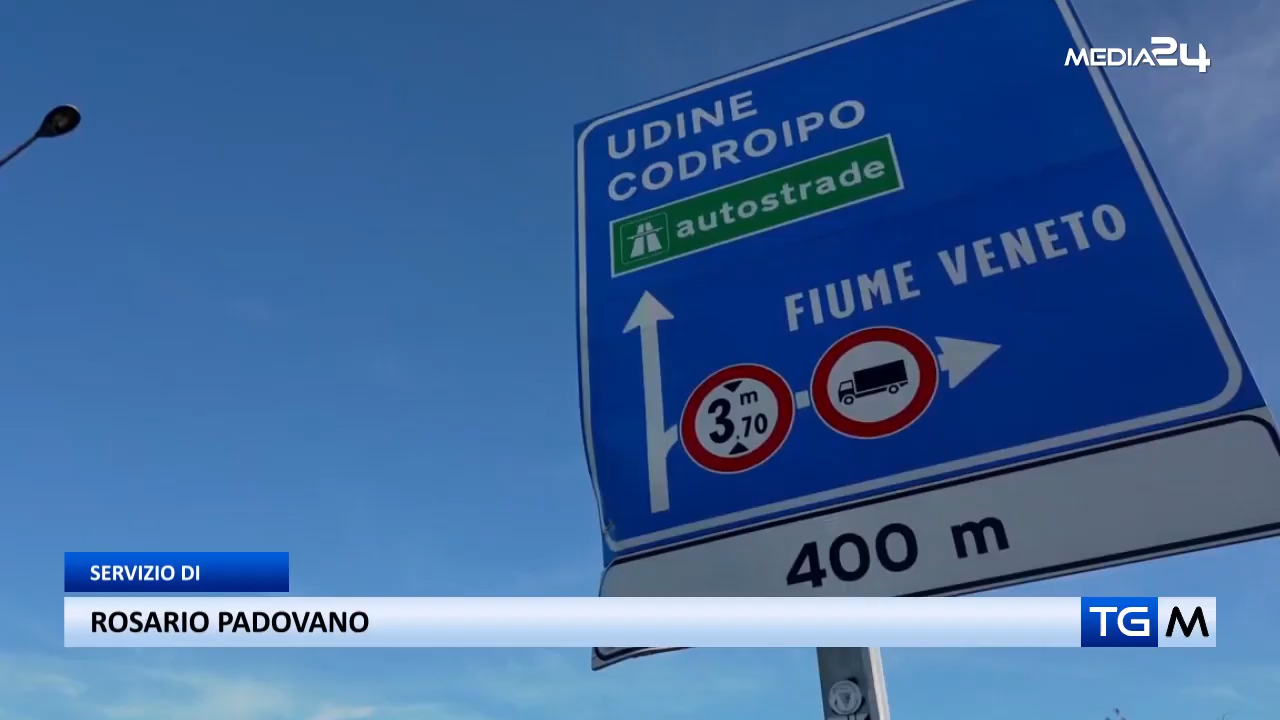 MEDIA24
UDINE
CODROIPO
autostrade
FIUME VENETO
3 m .70
400 m
SERVIZIO DI
ROSARIO PADOVANO
TG M